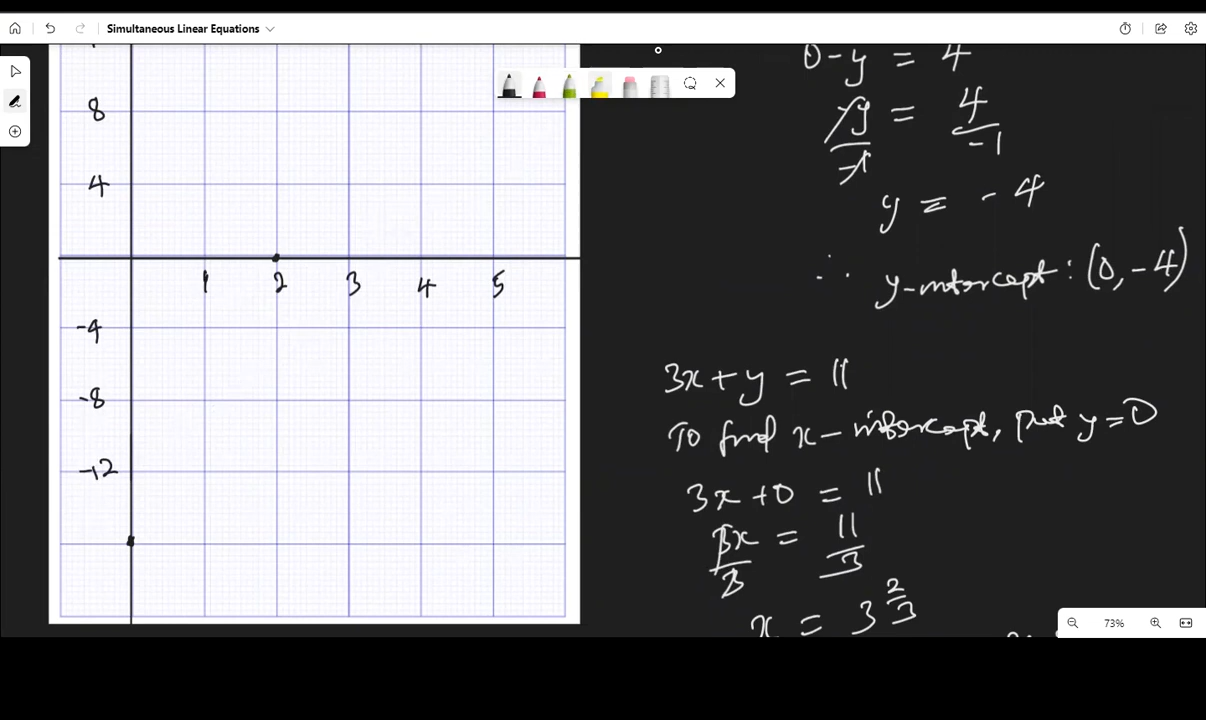 Simultaneous Linear Equations
8
4
1 2 3 4 5
-4
-8
-12
0-y = 4
-y/-1 = 4/-1
y = -4
∴ y-intercept: (0, -4)
3x+y = 11
To find x-intercept, put y=0
3x+0 = 11
3x/3 = 11/3
x = 3 2/3
73%